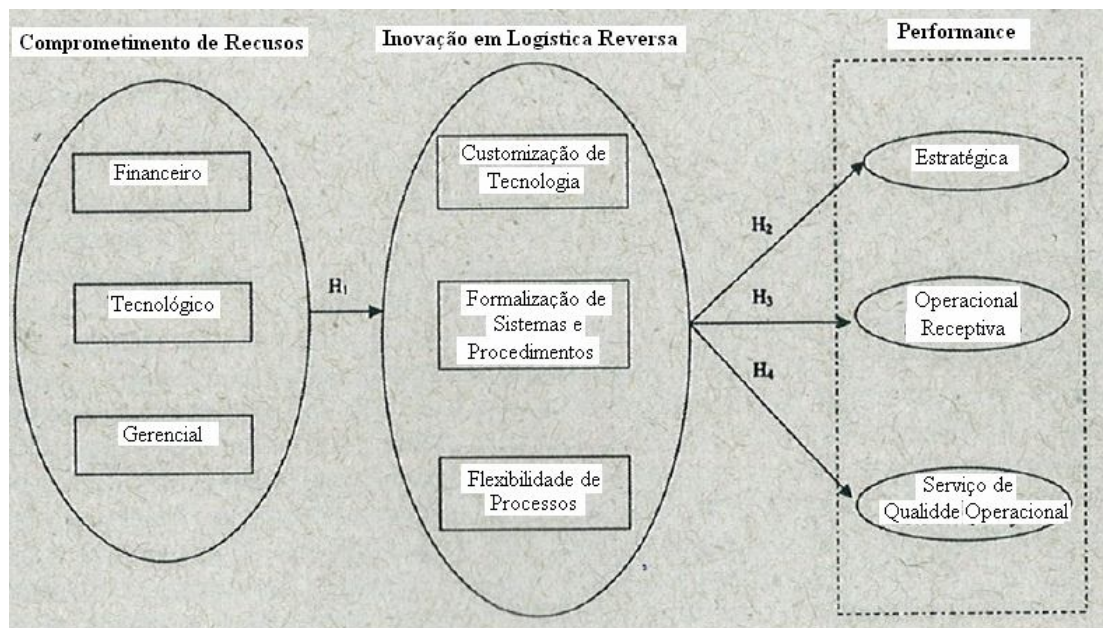 Comprometimento de Recusos
Financeiro
Tecnológico
Gerencial
H₁
Inovação em Logística Reversa
Customização de
Tecnologia
Formalização de
Sistemas e
Procedimentos
Flexibilidade de
Processos
H₂
H₃
H₄
Performance
Estratégica
Operacional
Receptiva
Serviço de
Qualidde Operacional